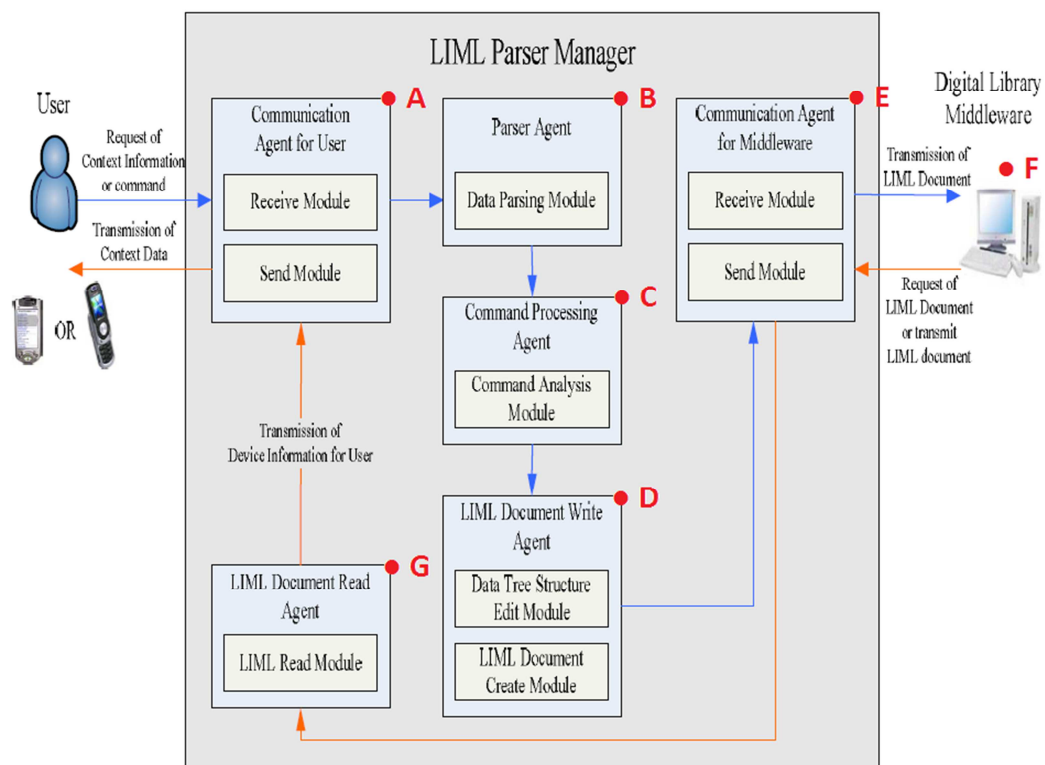 LIML Parser Manager
User
Request of
Context Information
or command
Transmission of
Context Data
OR
A
Communication
Agent for User
Receive Module
Send Module
B
Parser Agent
Data Parsing Module
C
Command Processing
Agent
Command Analysis
Module
D
LIML Document Write
Agent
Data Tree Structure
Edit Module
LIML Document
Create Module
E
Communication Agent
for Middleware
Receive Module
Send Module
Digital Library
Middleware
F
Transmission of
LIML Document
Request of
LIML Document
or transmit
LIML document
Transmission of
Device Information for User
G
LIML Document Read
Agent
LIML Read Module